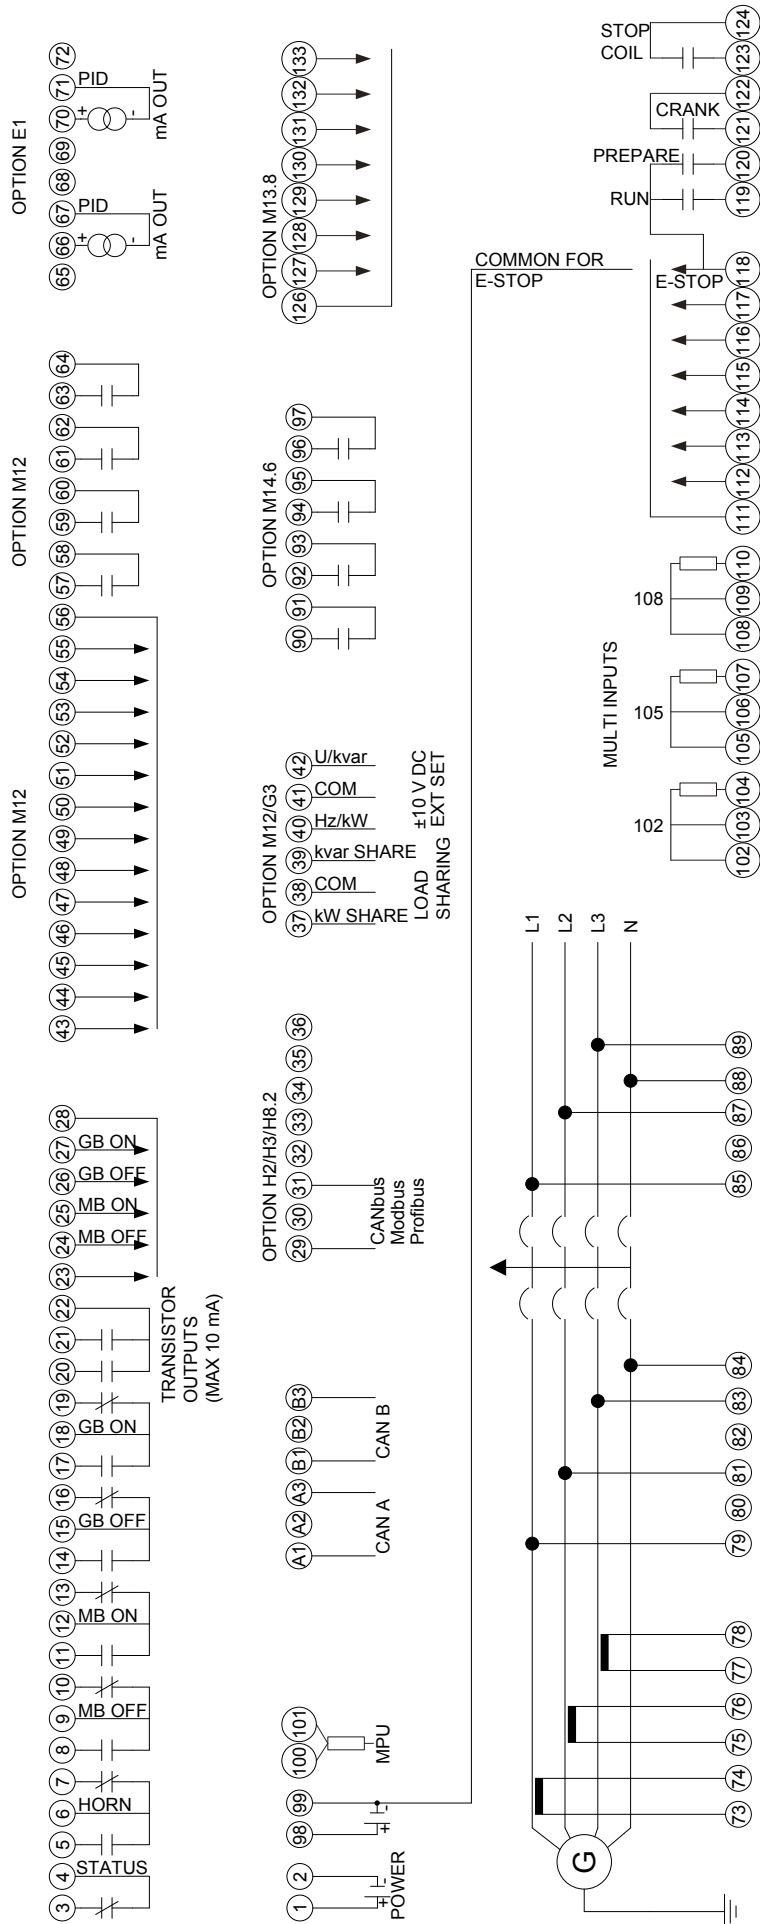 3 4 5 6 7 8 9 10 11 12 13 14 15 16 17 18 19 20 21 22 23 24 25 26 27 28 43 44 45 46 47 48 49 50 51 52 53 54 55 56 57 58 59 60 61 62 63 64 65 66 67 68 69 70 71 72
STATUS
HORN
MB OFF
MB ON
GB OFF
GB ON
TRANSISTOR
OUTPUTS
(MAX 10 mA)
MB OFF
MB ON
GB OFF
GB ON
OPTION M12
OPTION M12
OPTION E1
+ -
PID
mA OUT
+ -
PID
mA OUT
1 2 98 99 100 101 A1 A2 A3 B1 B2 B3 29 30 31 32 33 34 35 36 37 38 39 40 41 42 90 91 92 93 94 95 96 97 126 127 128 129 130 131 132 133
+ -
POWER
+ -
MPU
CAN A
CAN B
OPTION H2/H3/H8.2
CANbus
Modbus
Profibus
OPTION M12/G3
kW SHARE
COM
kvar SHARE
Hz/kW
COM
U/kvar
LOAD
SHARING
±10 V DC
EXT SET
OPTION M14.6
OPTION M13.8
COMMON FOR
E-STOP
G
L1
L2
L3
N
102
105
108
MULTI INPUTS
E-STOP
RUN
PREPARE
CRANK
STOP
COIL
73 74 75 76 77 78 79 80 81 82 83 84 85 86 87 88 89 102 103 104 105 106 107 108 109 110 111 112 113 114 115 116 117 118 119 120 121 122 123 124